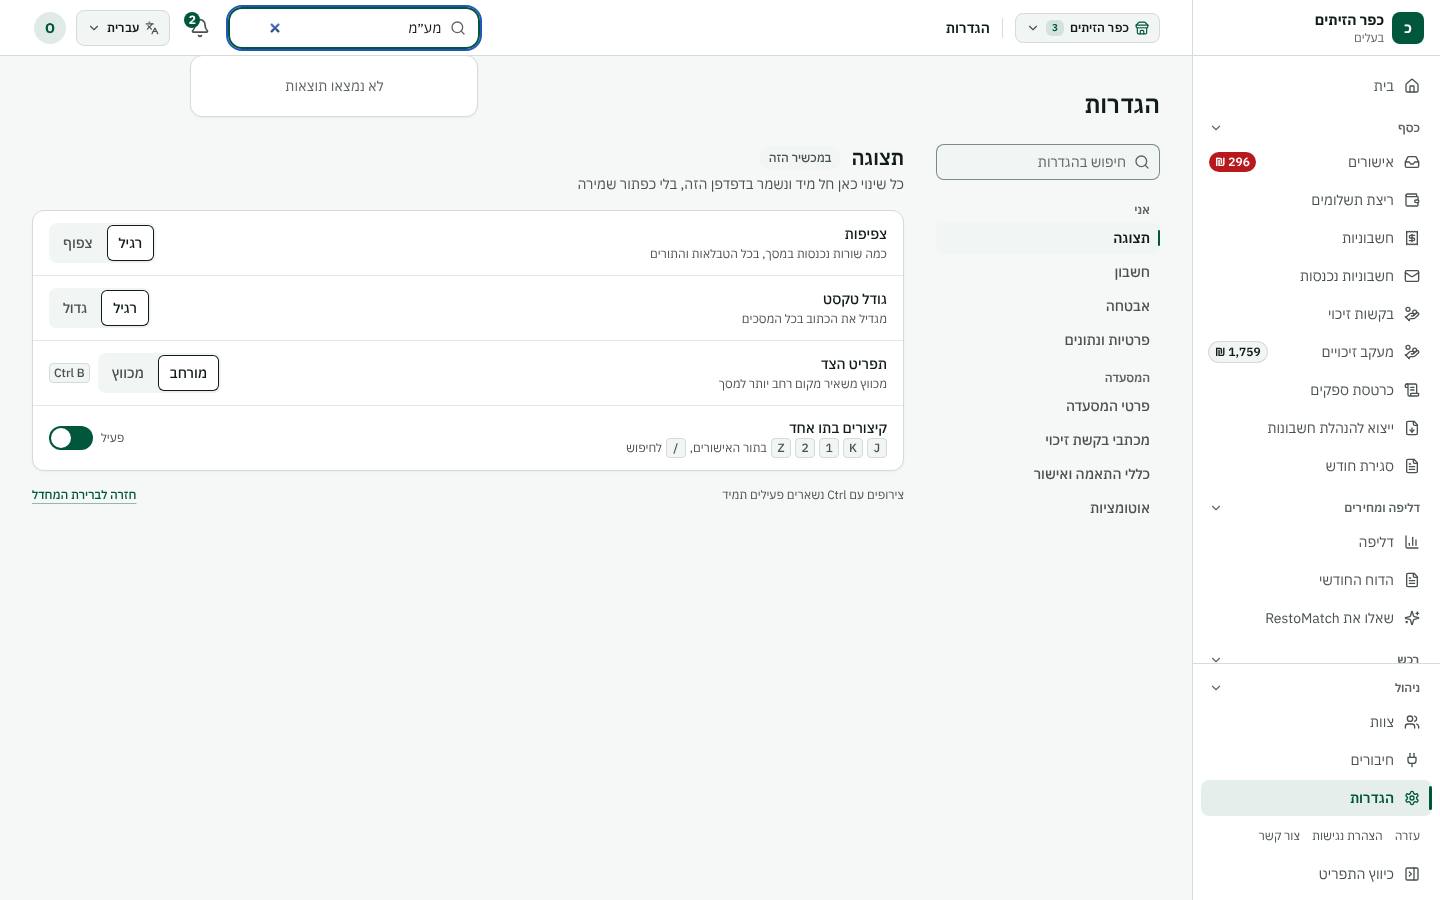 כ
כפר הזיתים
בעלים
בית
כסף
אישורים
296 ₪
ריצת תשלומים
חשבוניות
חשבוניות נכנסות
בקשות זיכוי
מעקב זיכויים
1,759 ₪
כרטסת ספקים
ייצוא להנהלת חשבונות
סגירת חודש
דליפה ומחירים
דליפה
הדוח החודשי
שאלו את RestoMatch
רכש
ניהול
צוות
חיבורים
הגדרות
עזרה הצהרת נגישות צור קשר
כיווץ התפריט
כפר הזיתים 3
הגדרות
מע״מ
2
עברית
O
לא נמצאו תוצאות
הגדרות
חיפוש בהגדרות
אני
תצוגה
חשבון
אבטחה
פרטיות ונתונים
המסעדה
פרטי המסעדה
מכתבי בקשת זיכוי
כללי התאמה ואישור
אוטומציות
תצוגה במכשיר הזה
כל שינוי כאן חל מיד ונשמר בדפדפן הזה, בלי כפתור שמירה
צפיפות
כמה שורות נכנסות במסך, בכל הטבלאות והתורים
רגיל צפוף
גודל טקסט
מגדיל את הכתוב בכל המסכים
רגיל גדול
תפריט הצד
מכווץ משאיר מקום רחב יותר למסך
מורחב מכווץ Ctrl B
קיצורים בתו אחד
J K 1 2 Z בתור האישורים, / לחיפוש
פעיל
צירופים עם Ctrl נשארים פעילים תמיד
חזרה לברירת המחדל